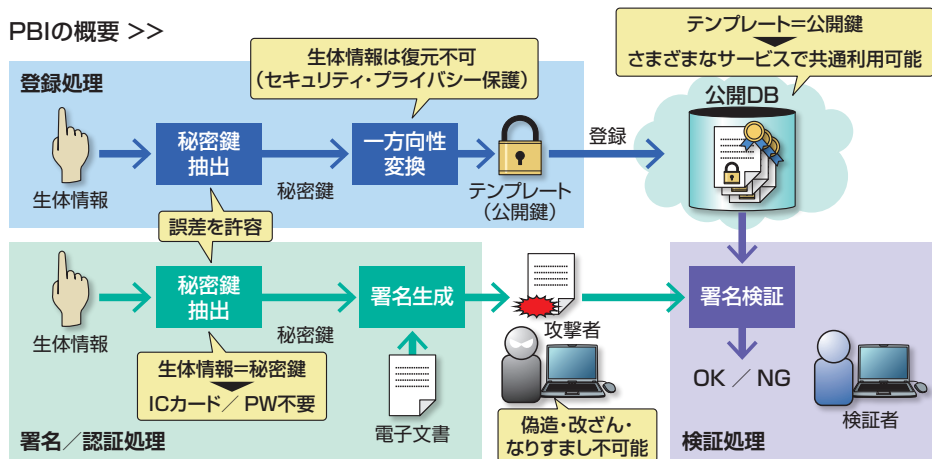 PBIの概要 >>
テンプレート=公開鍵
さまざまなサービスで共通利用可能
生体情報は復元不可
(セキュリティ・プライバシー保護)
登録処理
公開DB
秘密鍵
抽出
一方向性
変換
登録
生体情報
秘密鍵
テンプレート
(公開鍵)
誤差を許容
秘密鍵
抽出
署名生成
署名検証
生体情報
秘密鍵
攻撃者
生体情報=秘密鍵
ICカード/PW不要
電子文書
OK / NG
偽造・改ざん・
なりすまし不可能
検証者
署名/認証処理
検証処理